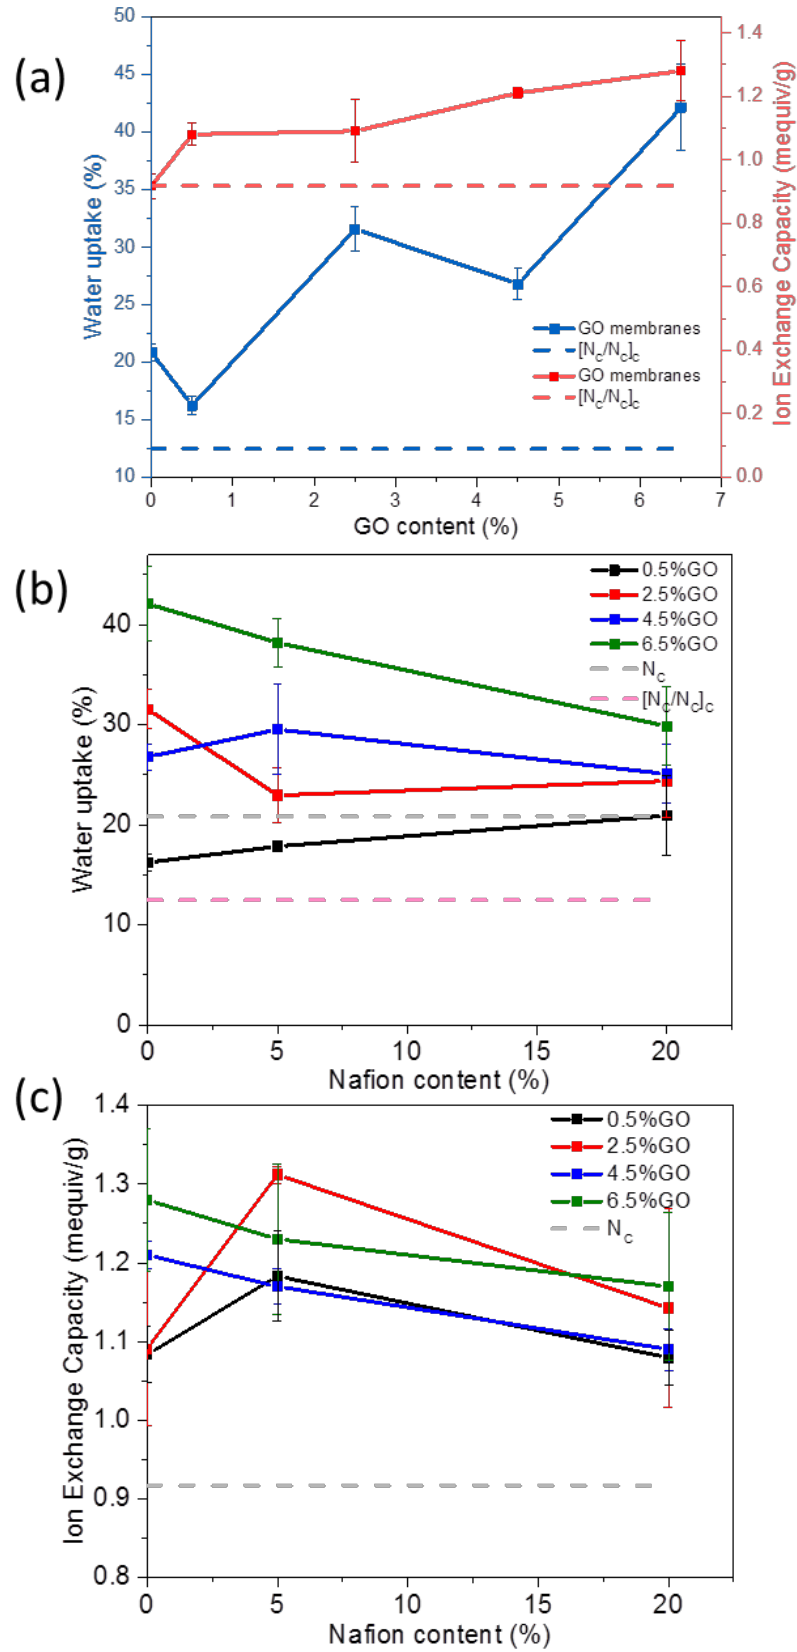 (a)
50
45
40
35
30
25
20
15
10
Water uptake (%)
1.4
1.2
1.0
0.8
0.6
0.4
0.2
0.0
Ion Exchange Capacity (mequiv/g)
GO membranes
[NC/NC]C
GO membranes
[NC/NC]C
0 1 2 3 4 5 6 7
GO content (%)
(b)
40
30
20
10
0
Water uptake (%)
0.5%GO
2.5%GO
4.5%GO
6.5%GO
NC
[NC/NC]C
0 5 10 15 20
Nafion content (%)
(c)
1.4
1.3
1.2
1.1
1.0
0.9
0.8
Ion Exchange Capacity (mequiv/g)
0.5%GO
2.5%GO
4.5%GO
6.5%GO
NC
0 5 10 15 20
Nafion content (%)